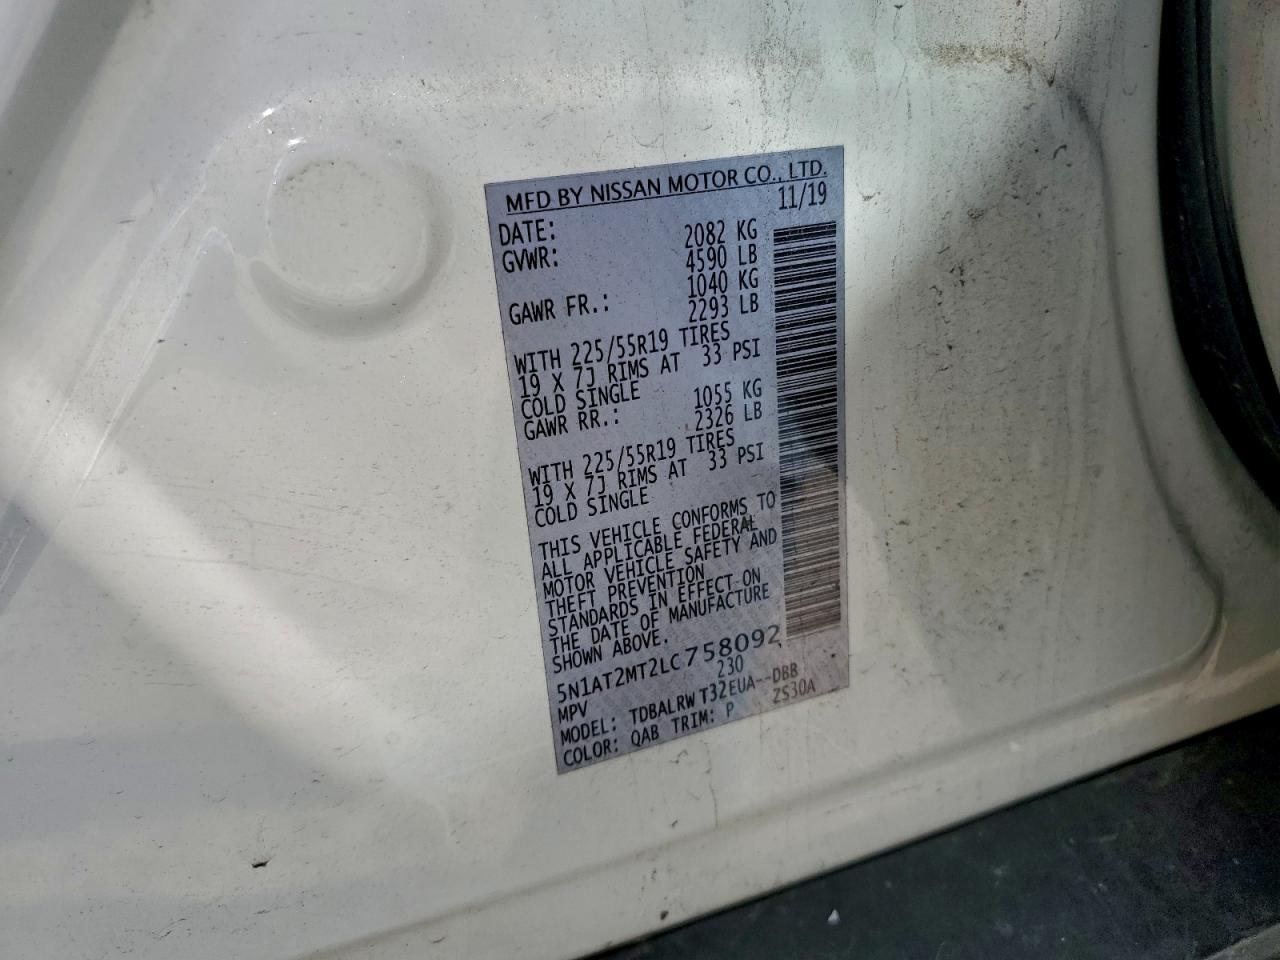 MFD BY NISSAN MOTOR CO., LTD.
DATE: 11/19
GVWR: 2082 KG
4590 LB
GAWR FR.: 1040 KG
2293 LB
WITH 225/55R19 TIRES
19 X 7J RIMS AT 33 PSI
COLD SINGLE
GAWR RR.: 1055 KG
2326 LB
WITH 225/55R19 TIRES
19 X 7J RIMS AT 33 PSI
COLD SINGLE
THIS VEHICLE CONFORMS TO
ALL APPLICABLE FEDERAL
MOTOR VEHICLE SAFETY AND
THEFT PREVENTION
STANDARDS IN EFFECT ON
THE DATE OF MANUFACTURE
SHOWN ABOVE.
5N1AT2MT2LC758092
MPV 230
MODEL: TDBALRW T32EUA--DBB
COLOR: QAB TRIM: P ZS30A